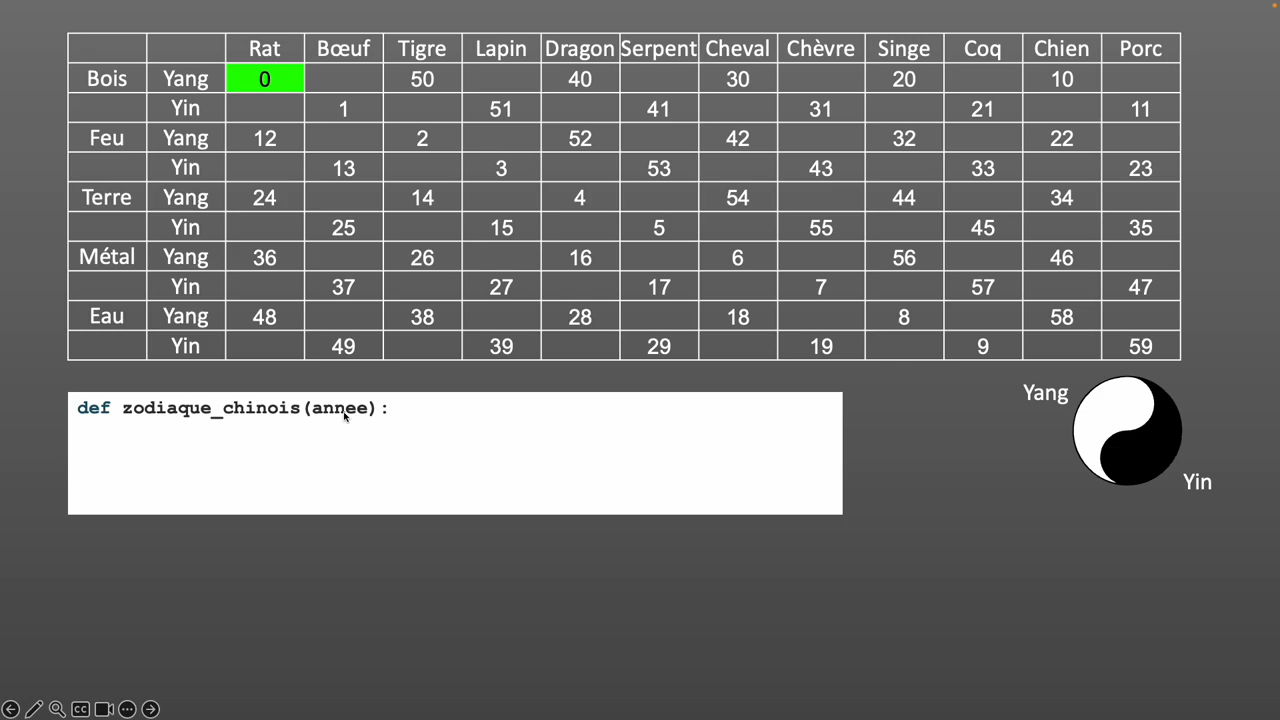 Rat Bœuf Tigre Lapin Dragon Serpent Cheval Chèvre Singe Coq Chien Porc
Bois Yang 0 50 40 30 20 10
Yin 1 51 41 31 21 11
Feu Yang 12 2 52 42 32 22
Yin 13 3 53 43 33 23
Terre Yang 24 14 4 54 44 34
Yin 25 15 5 55 45 35
Métal Yang 36 26 16 6 56 46
Yin 37 27 17 7 57 47
Eau Yang 48 38 28 18 8 58
Yin 49 39 29 19 9 59
def zodiaque_chinois(annee):
Yang
Yin
CC